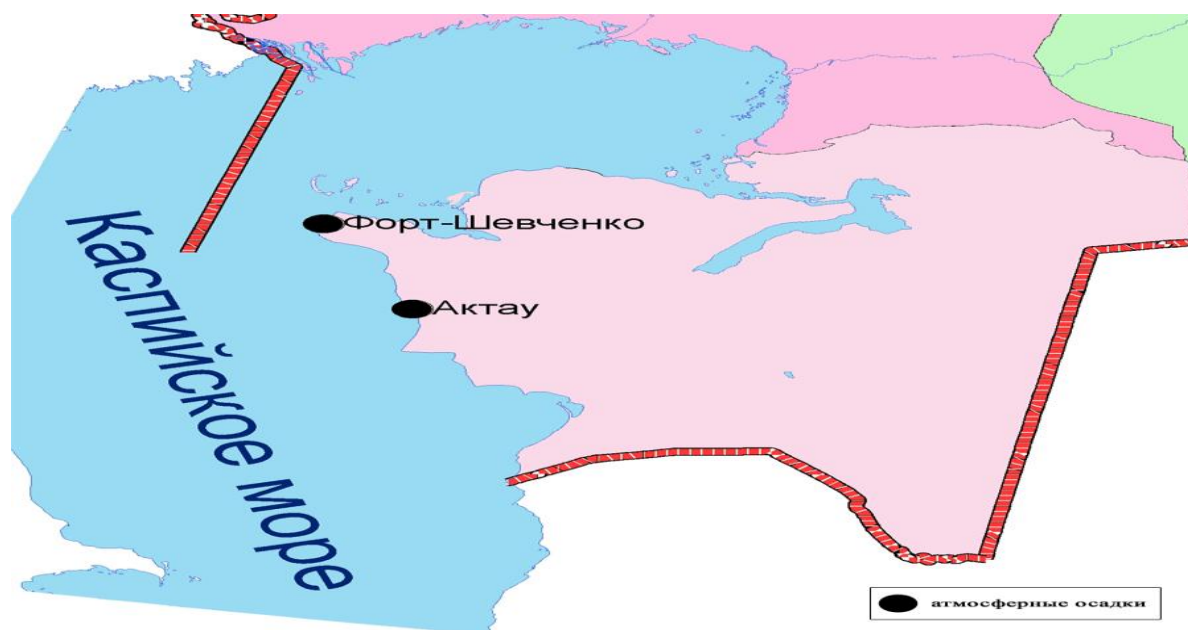 Форт-Шевченко
Актау
Каспийское море
атмосферные осадки